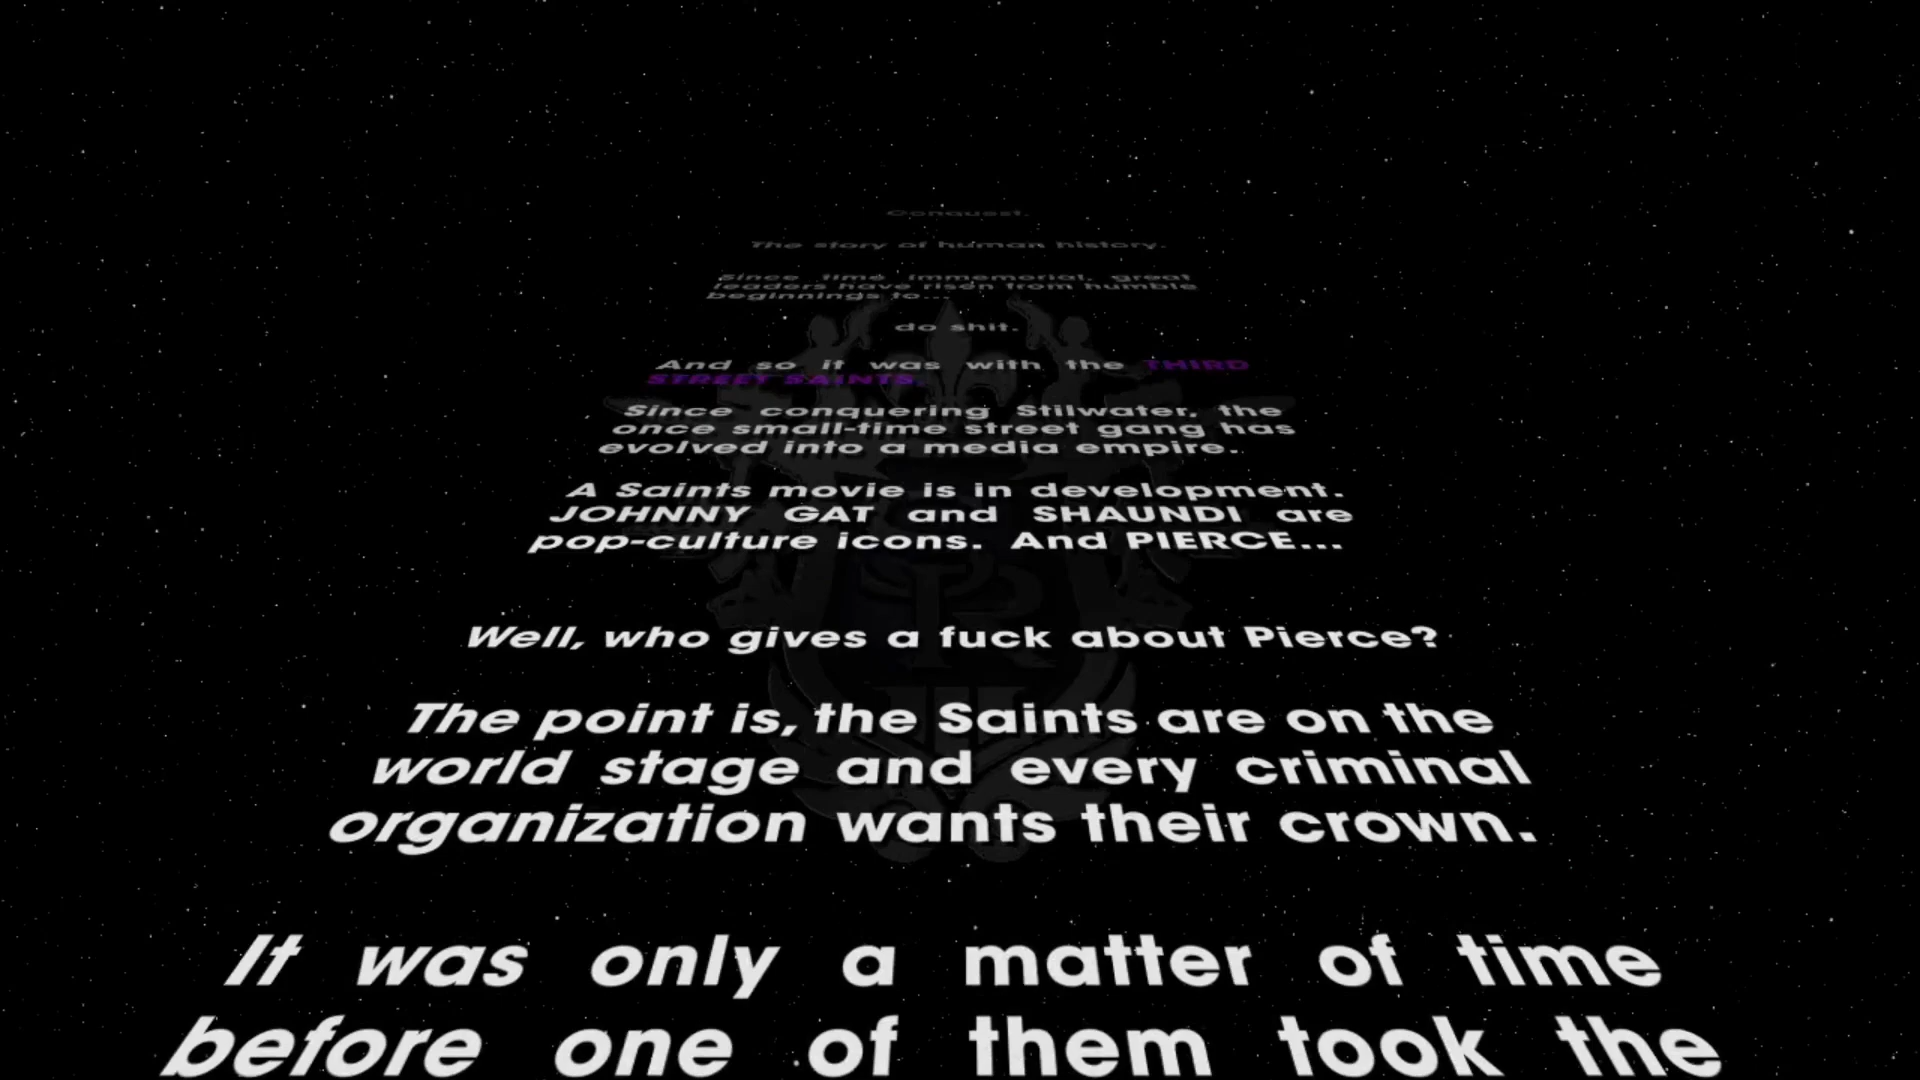 Conquest.
The story of human history.
Since time immemorial, great
leaders have risen from humble
beginnings to...
do shit.
And so it was with the THIRD
STREET SAINTS.
Since conquering Stilwater, the
once small-time street gang has
evolved into a media empire.
A Saints movie is in development.
JOHNNY GAT and SHAUNDI are
pop-culture icons. And PIERCE...
Well, who gives a fuck about Pierce?
The point is, the Saints are on the
world stage and every criminal
organization wants their crown.
It was only a matter of time
before one of them took the